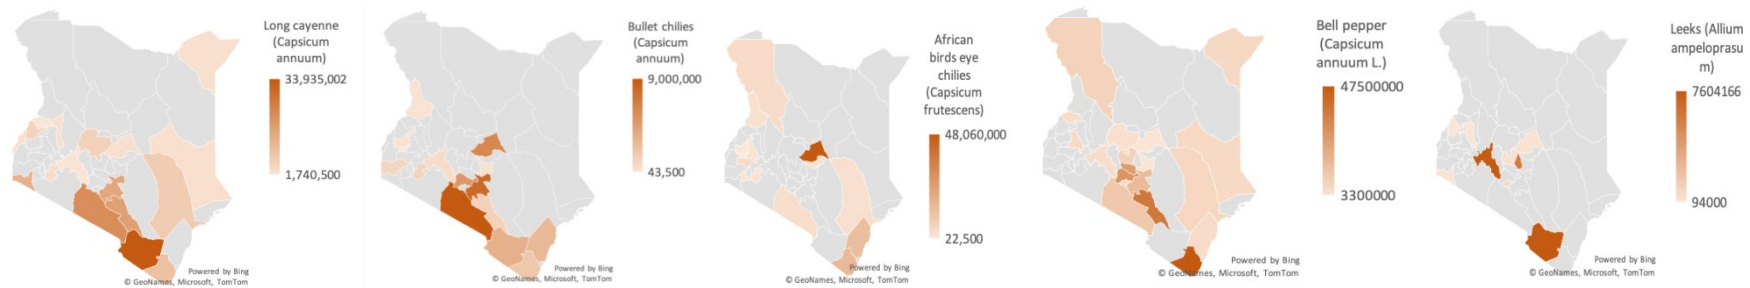 Long cayenne
(Capsicum
annuum)
33,935,002
1,740,500
Powered by Bing
© GeoNames, Microsoft, TomTom
Bullet chilies
(Capsicum
annuum)
9,000,000
43,500
Powered by Bing
© GeoNames, Microsoft, TomTom
African
birds eye
chilies
(Capsicum
frutescens)
48,060,000
22,500
Powered by Bing
© GeoNames, Microsoft, TomTom
Bell pepper
(Capsicum
annuum L.)
47500000
3300000
Powered by Bing
© GeoNames, Microsoft, TomTom
Leeks (Allium
ampeloprasu
m)
7604166
94000
Powered by Bing
© GeoNames, Microsoft, TomTom